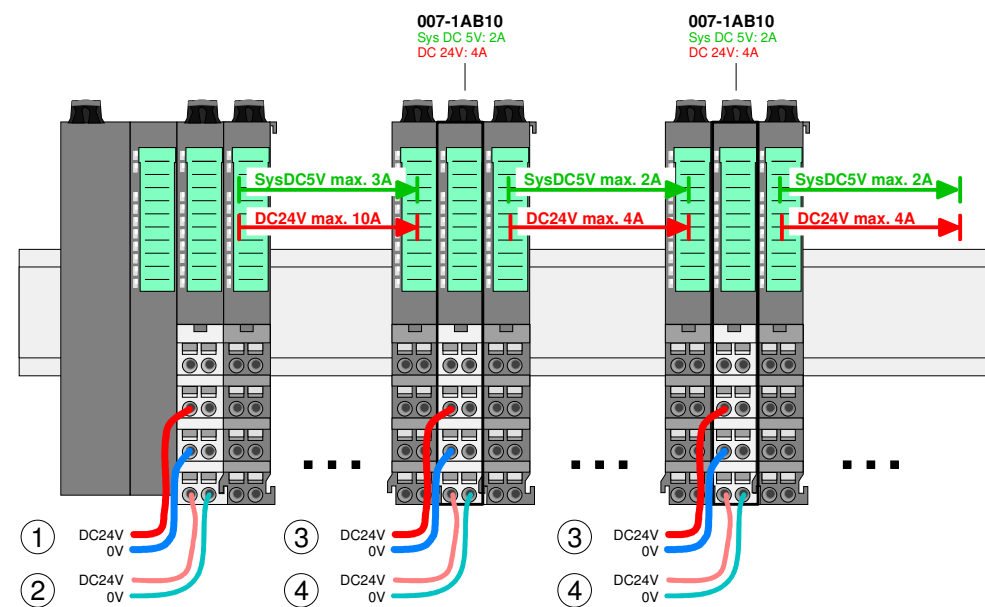 007-1AB10
Sys DC 5V: 2A
DC 24V: 4A
007-1AB10
Sys DC 5V: 2A
DC 24V: 4A
SysDC5V max. 3A
SysDC5V max. 2A
SysDC5V max. 2A
DC24V max. 10A
DC24V max. 4A
DC24V max. 4A
1
DC24V
0V
3
DC24V
0V
3
DC24V
0V
2
DC24V
0V
4
DC24V
0V
4
DC24V
0V